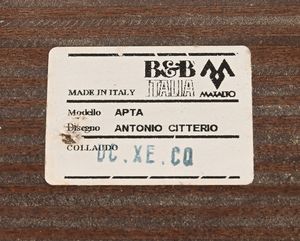 B&B
ITALIA
MAXALTO
MADE IN ITALY
Modello APTA
Disegno ANTONIO CITTERIO
COLLAUDO DC.XE.CQ